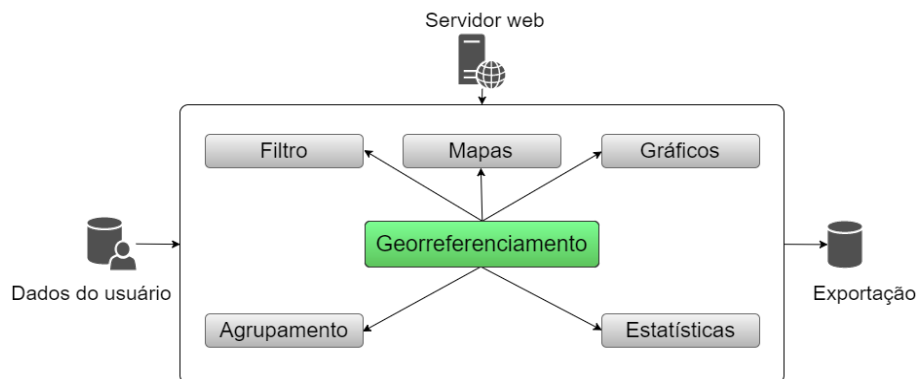 Servidor web
Filtro
Mapas
Gráficos
Georreferenciamento
Dados do usuário
Exportação
Agrupamento
Estatísticas